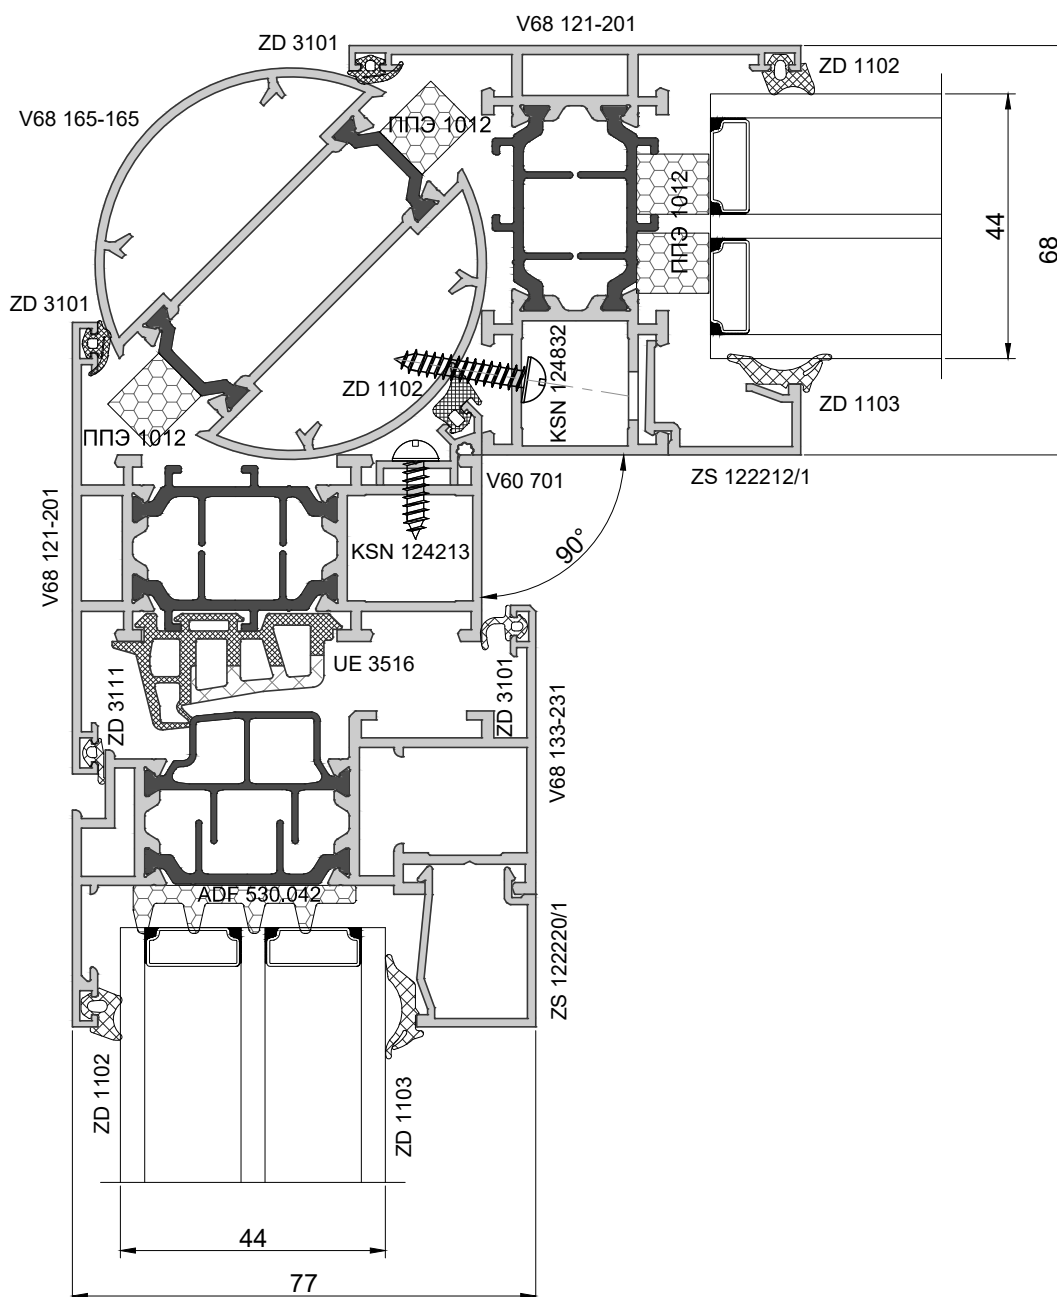 V68 121-201
ZD 3101
ZD 1102
V68 165-165
ППЭ 1012
ППЭ 1012
44
68
ZD 3101
KSN 124832
ZD 1102
ZD 1103
ППЭ 1012
ZS 122212/1
V60 701
V68 121-201
KSN 124213
90°
UE 3516
ZD 3111
ZD 3101
V68 133-231
ADF 530.042
ZS 122220/1
ZD 1102
ZD 1103
44
77